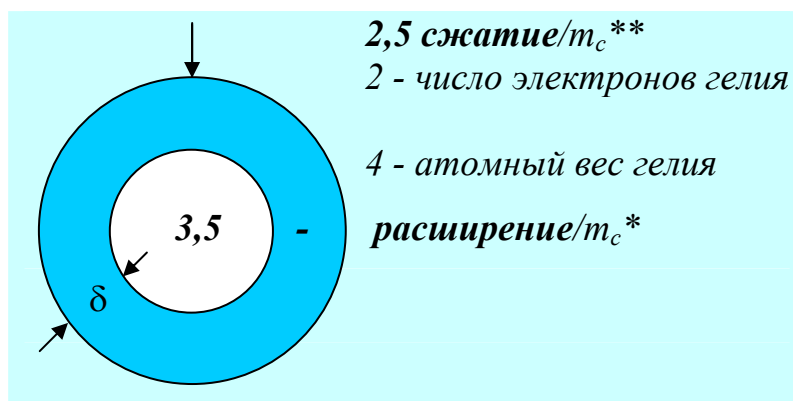 2,5 сжатие/mc**
2 - число электронов гелия
4 - атомный вес гелия
3,5 - расширение/mc*
δ